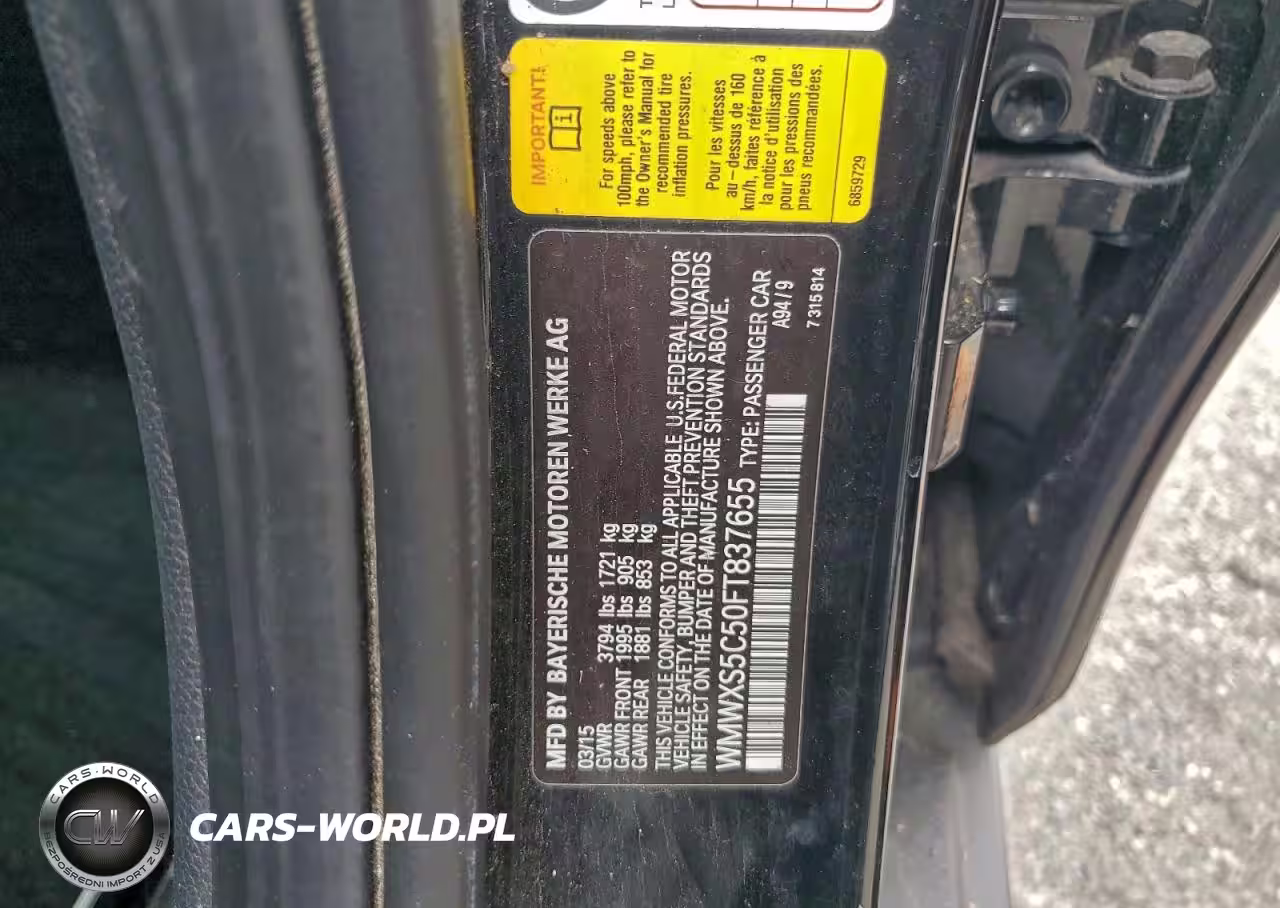 IMPORTANT!
For speeds above
100mph, please refer to
the Owner's Manual for
recommended tire
inflation pressures.
Pour les vitesses
au-dessus de 160
km/h, faites référence à
la notice d'utilisation
pour les pressions des
pneus recommandées.
6859729
MFD BY BAYERISCHE MOTOREN WERKE AG
03/15
GVWR 3794 lbs 1721 kg
GAWR FRONT 1995 lbs 905 kg
GAWR REAR 1881 lbs 853 kg
THIS VEHICLE CONFORMS TO ALL APPLICABLE U.S.FEDERAL MOTOR
VEHICLE SAFETY, BUMPER AND THEFT PREVENTION STANDARDS
IN EFFECT ON THE DATE OF MANUFACTURE SHOWN ABOVE.
WMWXS5C50FT837655 TYPE: PASSENGER CAR
A94/9
7315814
CARS-WORLD
CW
BEZPOŚREDNI IMPORT Z USA
CARS-WORLD.PL